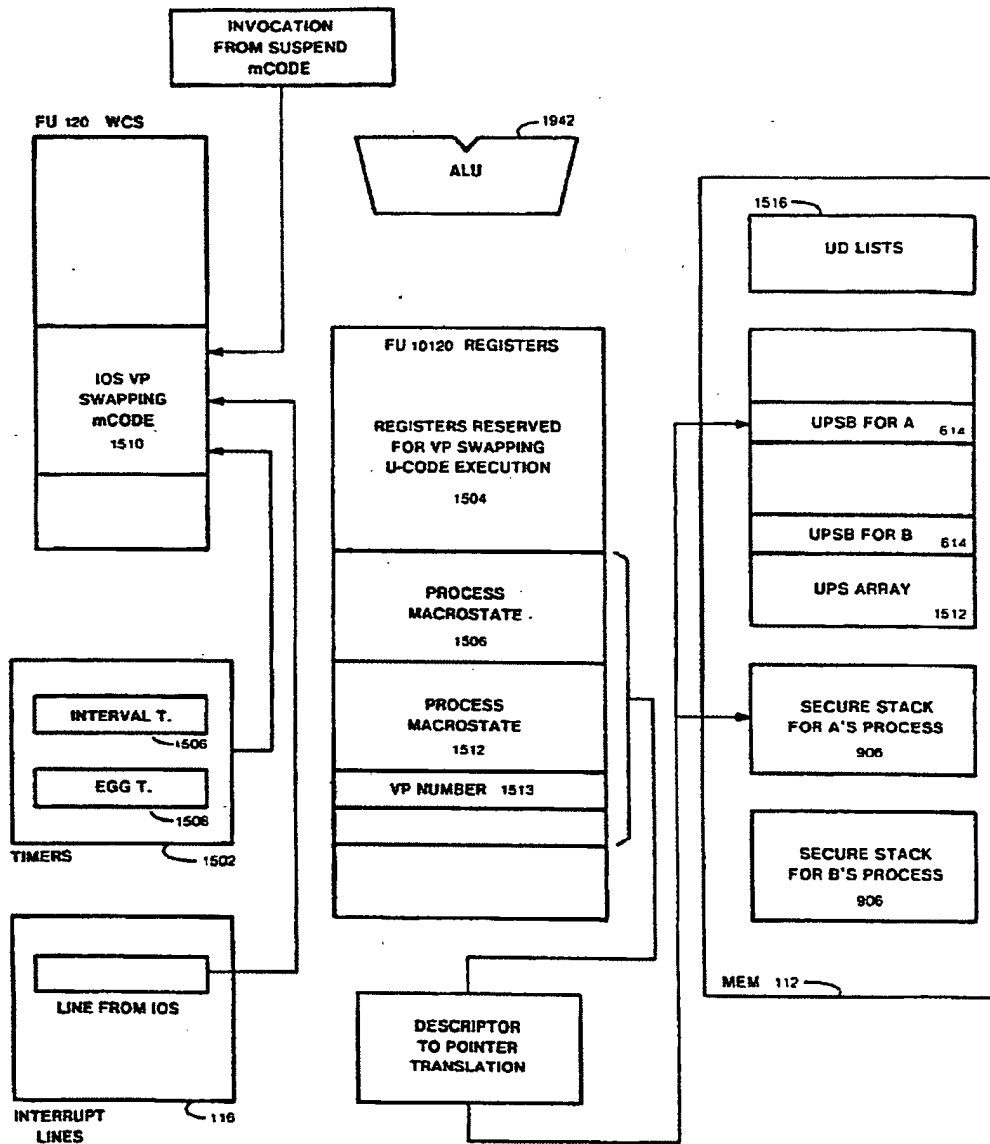 INVOCATION
FROM SUSPEND
mCODE
FU 120 WCS
IOS VP
SWAPPING
mCODE
1510
INTERVAL T.
1506
EGG T.
1508
TIMERS
1502
LINE FROM IOS
INTERRUPT
LINES
116
1942
ALU
FU 10120 REGISTERS
REGISTERS RESERVED
FOR VP SWAPPING
U-CODE EXECUTION
1504
PROCESS
MACROSTATE
1506
PROCESS
MACROSTATE
1512
VP NUMBER 1513
DESCRIPTOR
TO POINTER
TRANSLATION
1516
UD LISTS
UPSB FOR A 614
UPSB FOR B 614
UPS ARRAY
1512
SECURE STACK
FOR A'S PROCESS
906
SECURE STACK
FOR B'S PROCESS
906
MEM 112